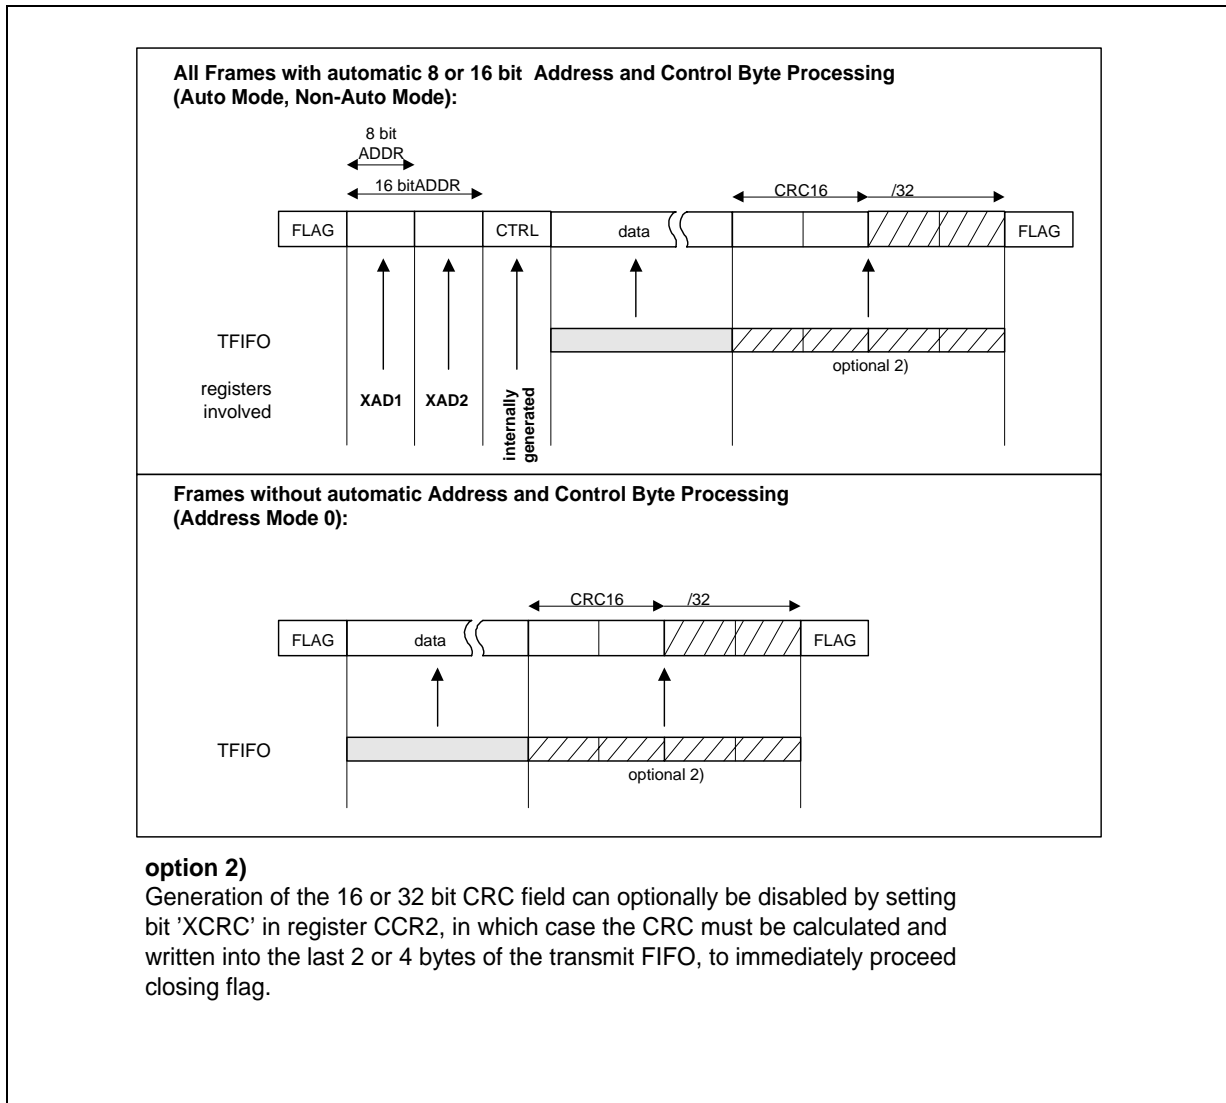 All Frames with automatic 8 or 16 bit Address and Control Byte Processing
(Auto Mode, Non-Auto Mode):
8 bit
ADDR
16 bitADDR
CRC16 /32
FLAG CTRL data FLAG
TFIFO
optional 2)
registers
involved
XAD1 XAD2
internally
generated
Frames without automatic Address and Control Byte Processing
(Address Mode 0):
CRC16 /32
FLAG data FLAG
TFIFO
optional 2)
option 2)
Generation of the 16 or 32 bit CRC field can optionally be disabled by setting
bit ’XCRC’ in register CCR2, in which case the CRC must be calculated and
written into the last 2 or 4 bytes of the transmit FIFO, to immediately proceed
closing flag.